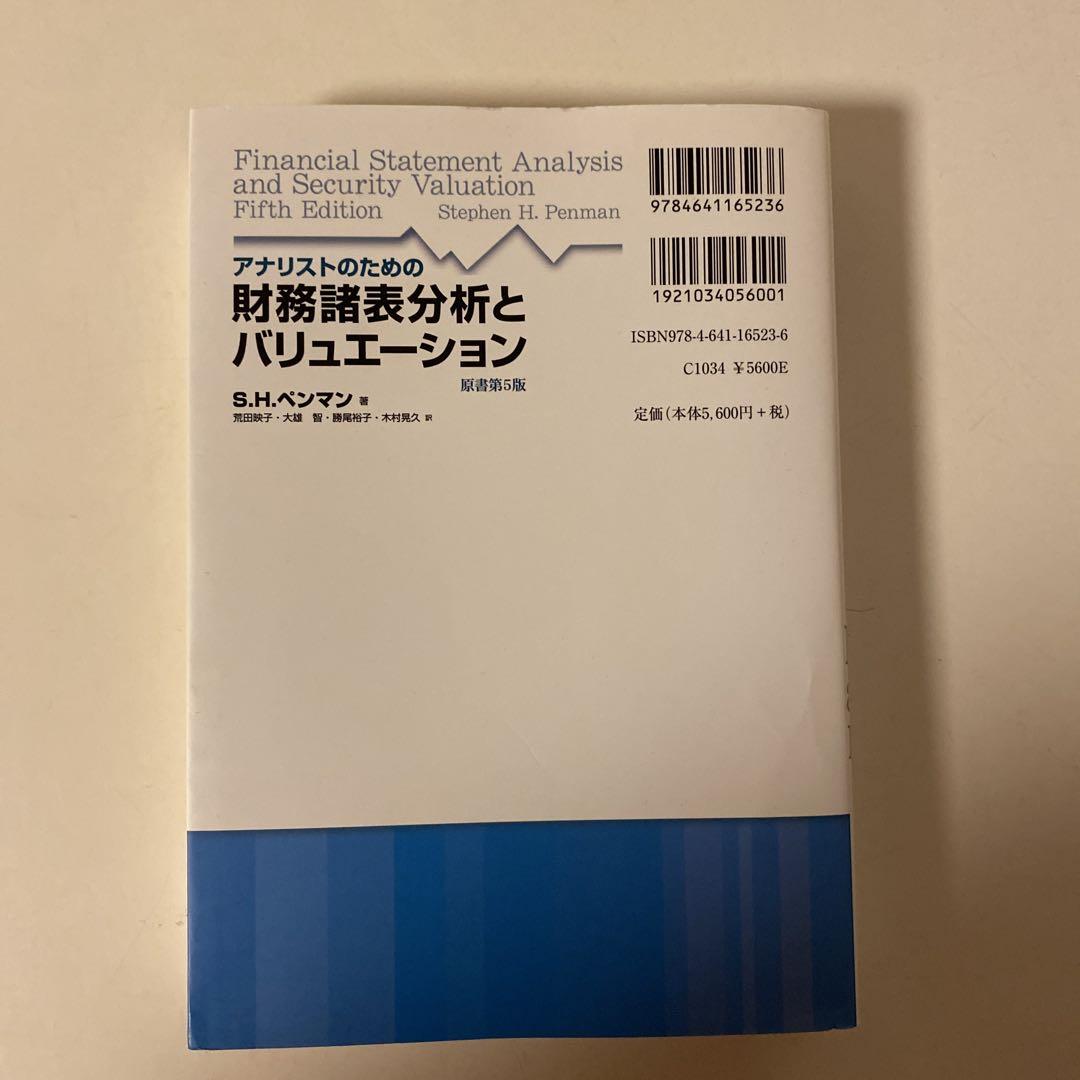 Financial Statement Analysis
and Security Valuation
Fifth Edition Stephen H. Penman
アナリストのための
財務諸表分析と
バリュエーション
原書第5版
S.H.ペンマン 著
荒田映子・大雄 智・勝尾裕子・木村晃久 訳
9784641165236
1921034056001
ISBN978-4-641-16523-6
C1034 ¥5600E
定価(本体5,600円+税)